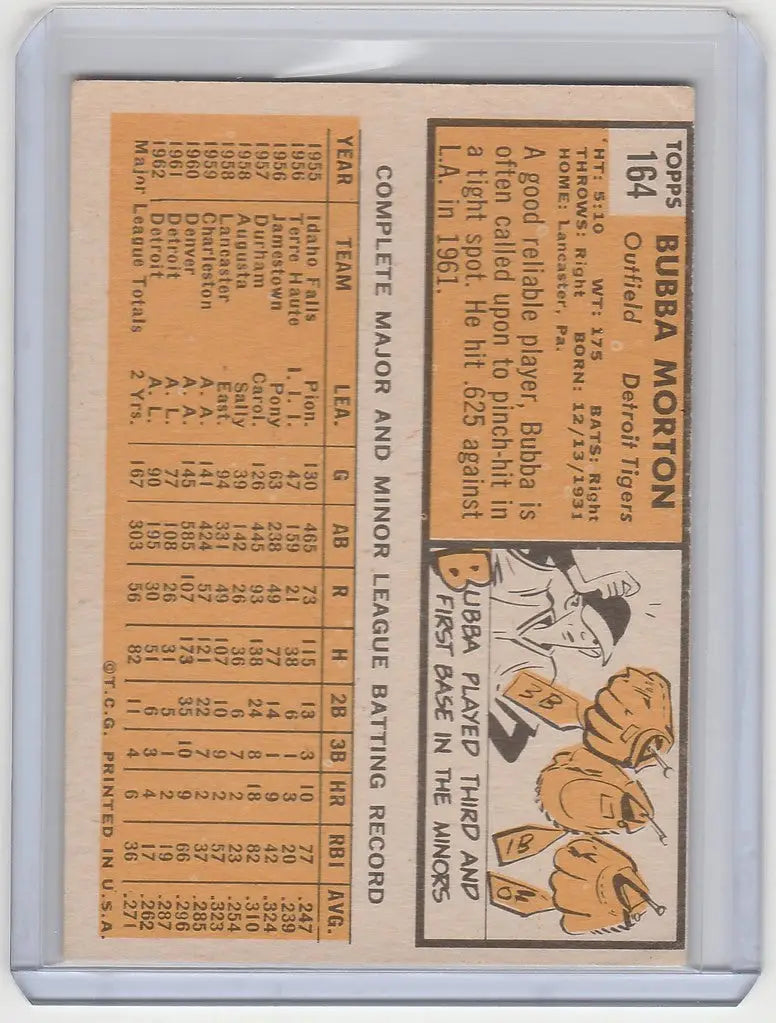 TOPPS
164
BUBBA MORTON
Outfield Detroit Tigers
HT: 5:10 WT: 175 BATS: Right
THROWS: Right BORN: 12/13/1931
HOME: Lancaster, Pa.
A good reliable player, Bubba is
often called upon to pinch-hit in
a tight spot. He hit .625 against
L.A. in 1961.
3B
1B
BUBBA PLAYED THIRD AND
FIRST BASE IN THE MINORS
COMPLETE MAJOR AND MINOR LEAGUE BATTING RECORD
YEAR TEAM LEA. G AB R H 2B 3B HR RBI AVG.
1955 Idaho Falls Pion. 130 465 73 115 13 3 10 77 .247
1956 Terre Haute I. I. I. 47 159 21 38 6 1 3 20 .239
1956 Jamestown Pony 63 238 49 77 14 1 9 42 .324
1957 Durham Carol. 126 445 93 138 24 8 18 82 .310
1958 Augusta Sally 39 142 26 36 6 7 2 23 .254
1958 Lancaster East. 94 331 49 107 10 9 2 57 .323
1959 Charleston A. A. 141 424 57 121 22 7 2 37 .285
1960 Denver A. A. 145 585 107 173 35 10 9 66 .296
1961 Detroit A. L. 77 108 26 31 5 1 2 19 .287
1962 Detroit A. L. 90 195 30 51 6 3 4 17 .262
Major League Totals 2 Yrs. 167 303 56 82 11 4 6 36 .271
©T.C.G. PRINTED IN U.S.A.